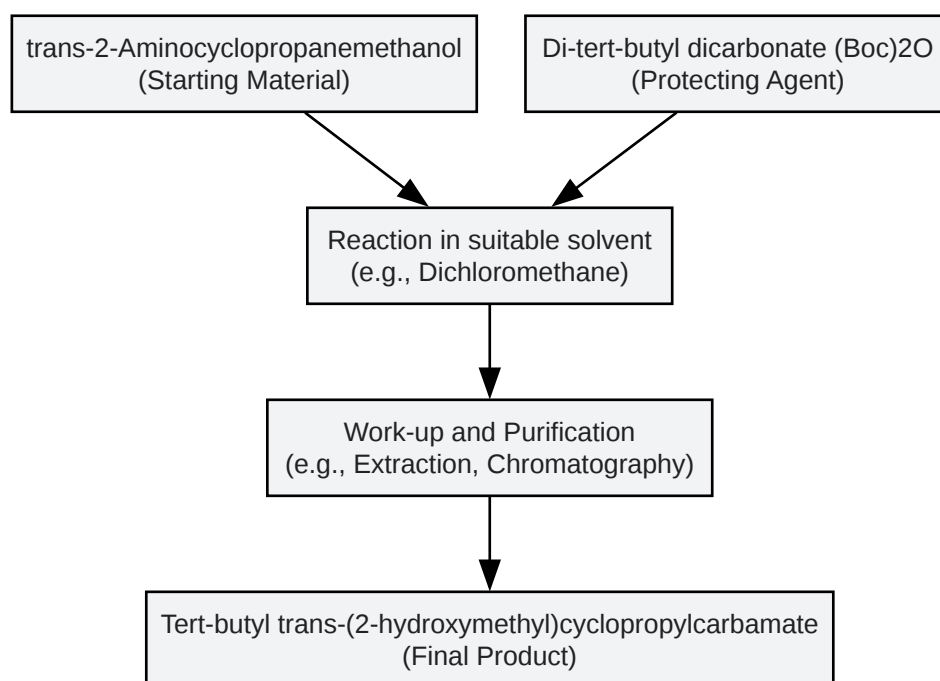 trans-2-Aminocyclopropanemethanol
(Starting Material)
Di-tert-butyl dicarbonate (Boc)2O
(Protecting Agent)
Reaction in suitable solvent
(e.g., Dichloromethane)
Work-up and Purification
(e.g., Extraction, Chromatography)
Tert-butyl trans-(2-hydroxymethyl)cyclopropylcarbamate
(Final Product)